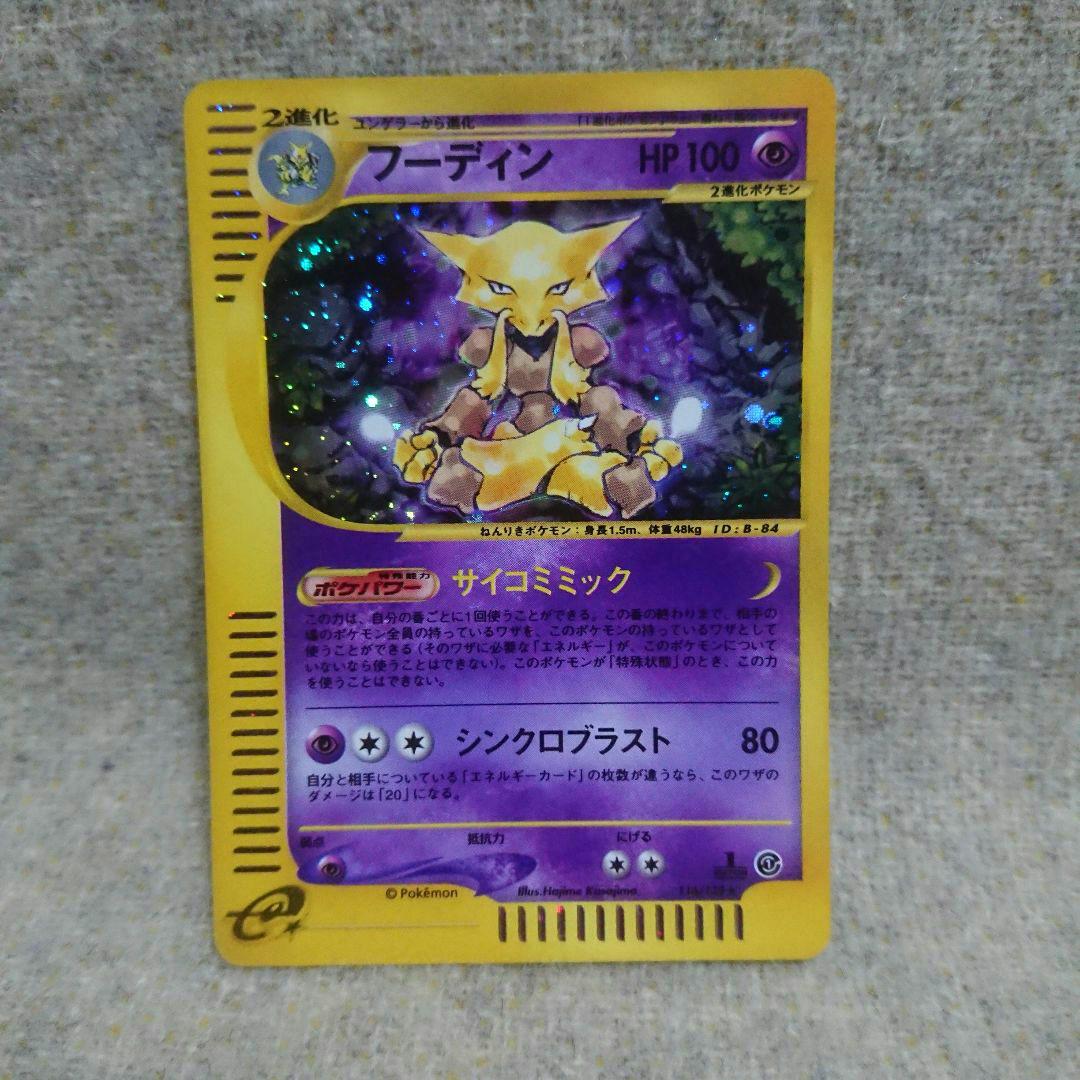 2進化
ユンゲラーから進化
フーディン
HP 100
2進化ポケモン
ねんりきポケモン：身長1.5m、体重48kg ID：B-84
特殊能力
ポケパワー
サイコミミック
この力は、自分の番ごとに1回使うことができる。この番の終わりまで、相手の
場のポケモン全員の持っているワザを、このポケモンの持っているワザとして
使うことができる（そのワザに必要な「エネルギー」が、このポケモンについて
いないなら使うことはできない）。このポケモンが「特殊状態」のとき、この力
を使うことはできない。
シンクロブラスト 80
自分と相手についている「エネルギーカード」の枚数が違うなら、このワザの
ダメージは「20」になる。
弱点 抵抗力 にげる
©Pokémon
Illus.Hajime Kusajima
1
EDITION
e